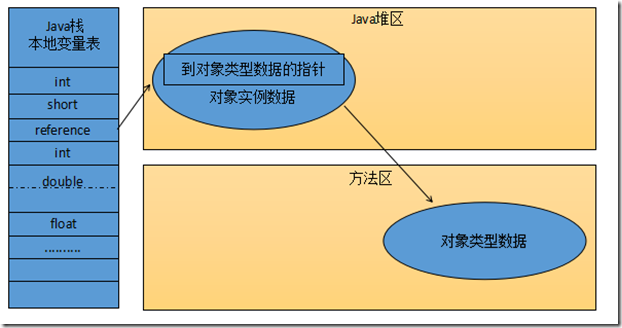 Java栈
本地变量表
int
short
reference
int
double
float
..........
Java堆区
到对象类型数据的指针
对象实例数据
方法区
对象类型数据